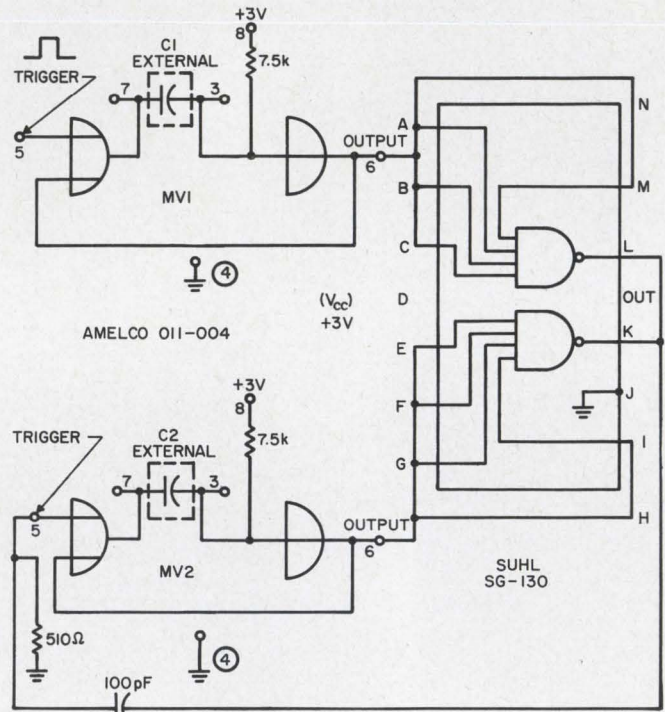 +3V
8
7.5k
C1
EXTERNAL
TRIGGER
7
3
5
MV1
OUTPUT
6
4
AMELCO 011-004
(VCC)
+3V
A
B
C
D
E
F
G
N
M
L
OUT
K
J
I
H
SUHL
SG-130
+3V
8
7.5k
C2
EXTERNAL
TRIGGER
7
3
5
MV2
OUTPUT
6
510Ω
4
100pF